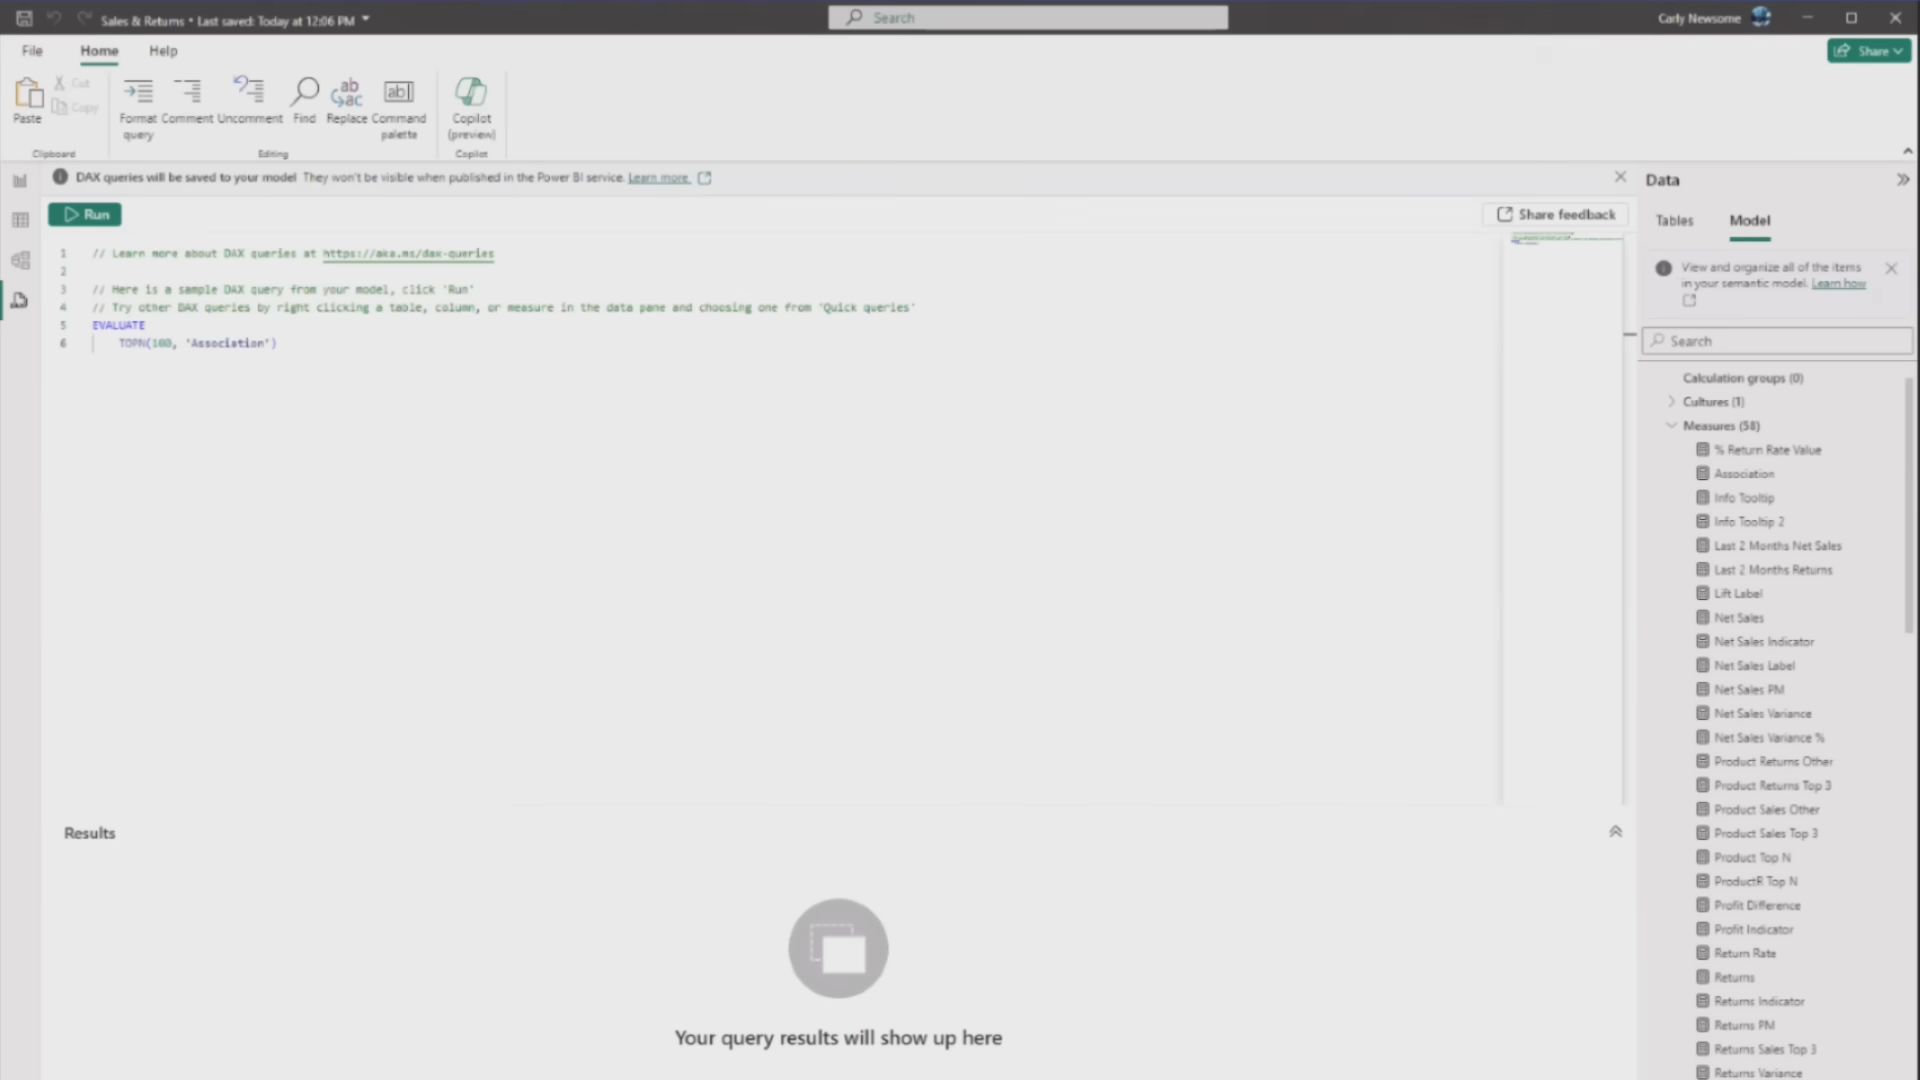 Sales & Returns • Last saved: Today at 12:06 PM
Search
Carly Newsome
File
Home
Help
Share
Paste
Cut
Copy
Format query
Comment
Uncomment
Find
Replace
Command palette
Copilot (preview)
Clipboard
Editing
Copilot
DAX queries will be saved to your model They won't be visible when published in the Power BI service. Learn more
Run
Share feedback
1 // Learn more about DAX queries at https://aka.ms/dax-queries
2
3 // Here is a sample DAX query from your model, click 'Run'
4 // Try other DAX queries by right clicking a table, column, or measure in the data pane and choosing one from 'Quick queries'
5 EVALUATE
6 TOPN(100, 'Association')
Results
Your query results will show up here
Data
Tables
Model
View and organize all of the items
in your semantic model. Learn how
Search
Calculation groups (0)
Cultures (1)
Measures (58)
% Return Rate Value
Association
Info Tooltip
Info Tooltip 2
Last 2 Months Net Sales
Last 2 Months Returns
Lift Label
Net Sales
Net Sales Indicator
Net Sales Label
Net Sales PM
Net Sales Variance
Net Sales Variance %
Product Returns Other
Product Returns Top 3
Product Sales Other
Product Sales Top 3
Product Top N
ProductR Top N
Profit Difference
Profit Indicator
Return Rate
Returns
Returns Indicator
Returns PM
Returns Sales Top 3
Returns Variance